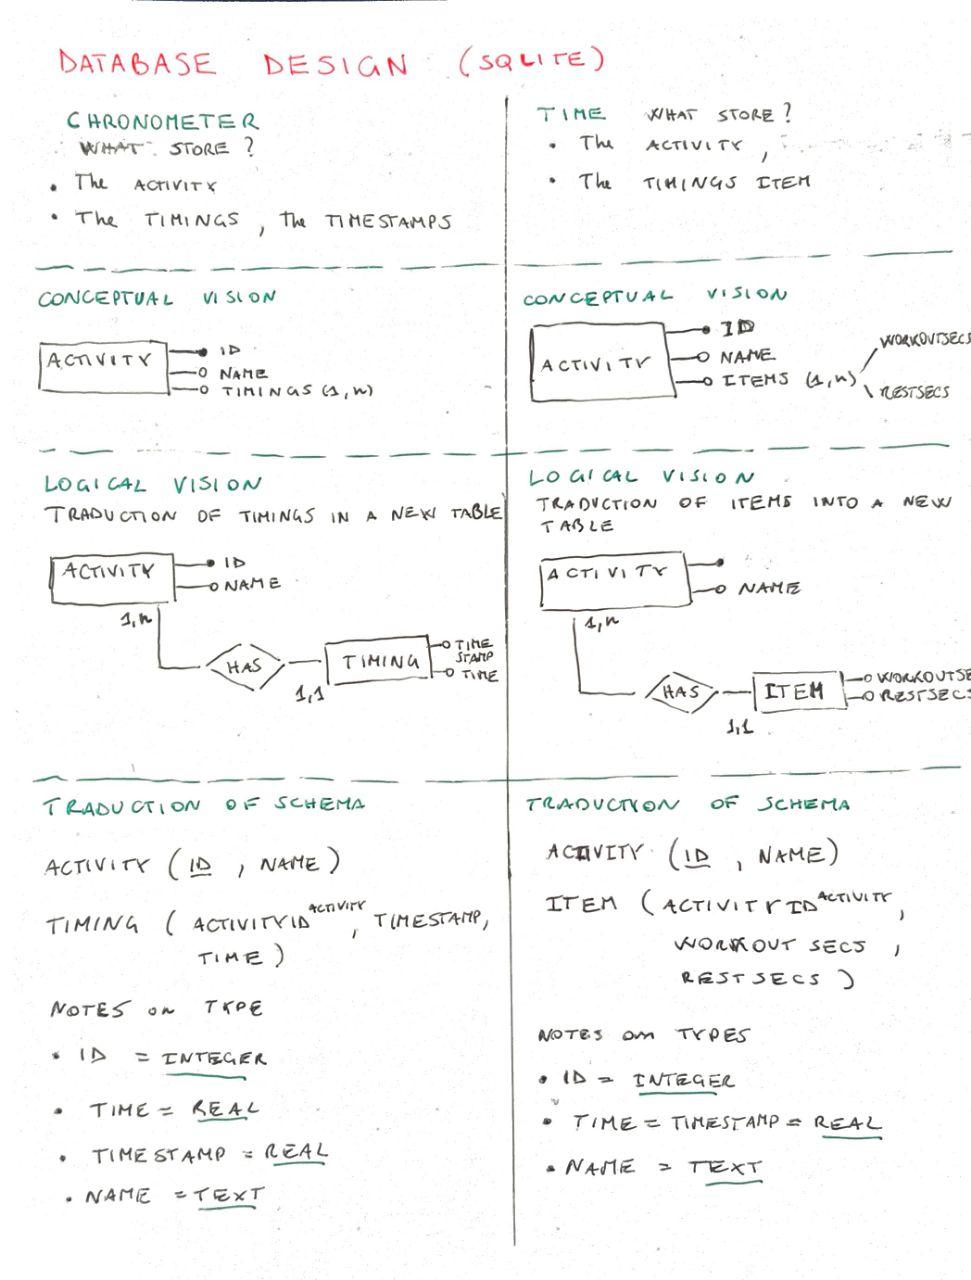 DATABASE DESIGN (SQLITE)
CHRONOMETER
WHAT STORE?
• The ACTIVITY
• The TIMINGS, the TIMESTAMPS
CONCEPTUAL VISION
ACTIVITY
ID
NAME
TIMINGS (1,n)
LOGICAL VISION
TRADUCTION OF TIMINGS IN A NEW TABLE
ACTIVITY
ID
NAME
1,n
HAS
1,1
TIMING
TIME
STAMP
TIME
TRADUCTION OF SCHEMA
ACTIVITY (ID, NAME)
TIMING (ACTIVITYID ACTIVITY, TIMESTAMP,
TIME)
NOTES on TYPE
• ID = INTEGER
• TIME = REAL
• TIMESTAMP = REAL
• NAME = TEXT
TIME WHAT STORE?
• The ACTIVITY,
• The TIMINGS ITEM
CONCEPTUAL VISION
ACTIVITY
ID
NAME
ITEMS (1,n)
WORKOUTSECS
RESTSECS
LOGICAL VISION
TRADUCTION OF ITEMS INTO A NEW
TABLE
ACTIVITY
NAME
1,n
HAS
1,1
ITEM
WORKOUTSE
RESTSECS
TRADUCTION OF SCHEMA
ACTIVITY (ID, NAME)
ITEM (ACTIVITYID ACTIVITY,
WORKOUT SECS,
RESTSECS)
NOTES on TYPES
• ID = INTEGER
• TIME = TIMESTAMP = REAL
• NAME = TEXT